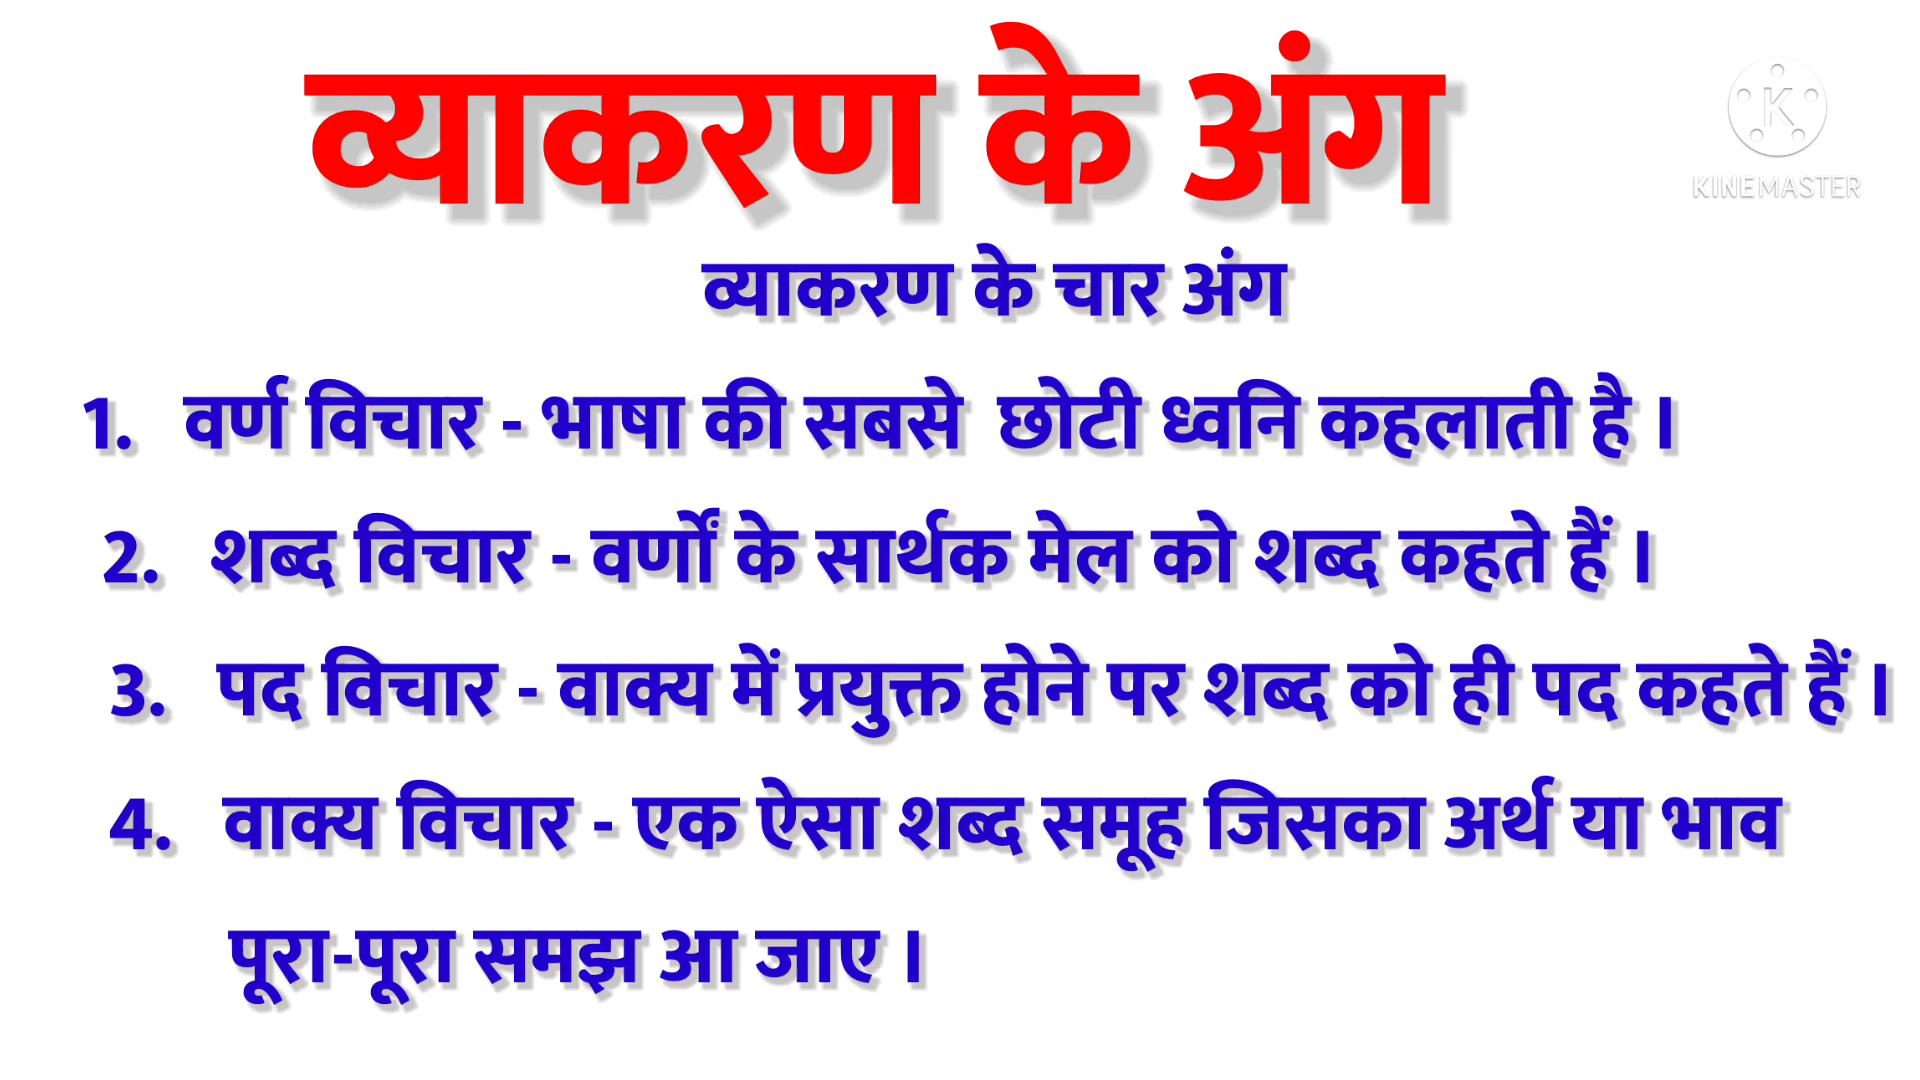 व्याकरण के अंग
KINEMASTER
व्याकरण के चार अंग
1. वर्ण विचार - भाषा की सबसे छोटी ध्वनि कहलाती है ।
2. शब्द विचार - वर्णों के सार्थक मेल को शब्द कहते हैं ।
3. पद विचार - वाक्य में प्रयुक्त होने पर शब्द को ही पद कहते हैं ।
4. वाक्य विचार - एक ऐसा शब्द समूह जिसका अर्थ या भाव
पूरा-पूरा समझ आ जाए ।